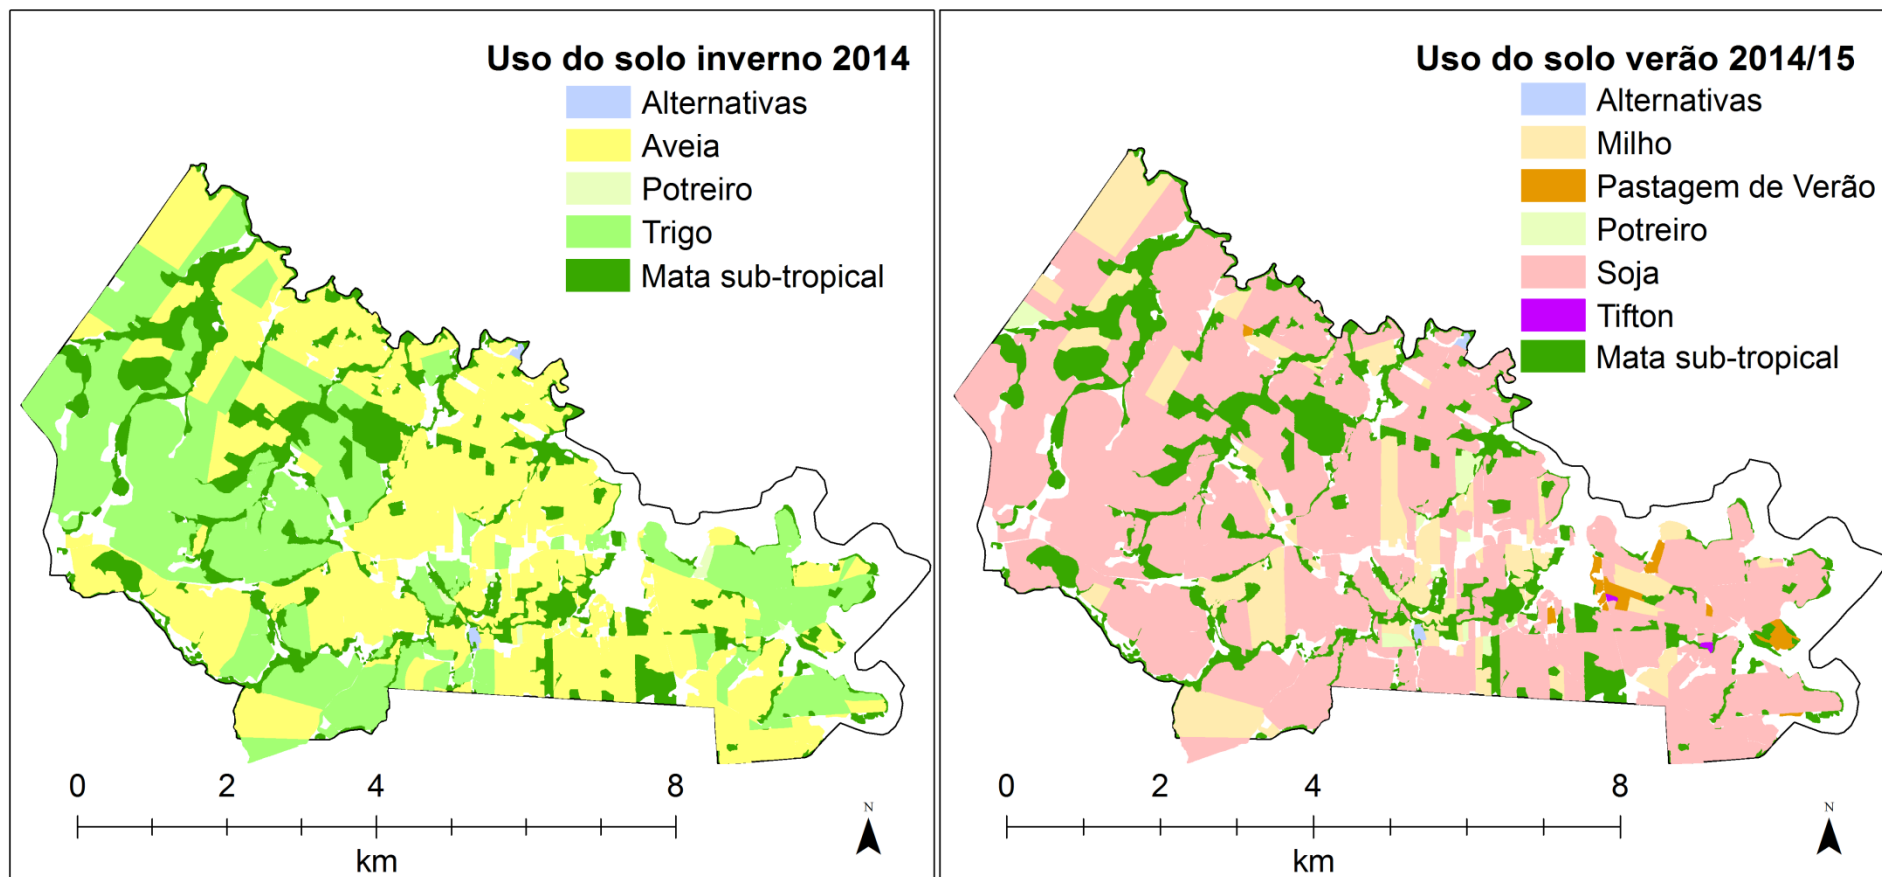 Uso do solo inverno 2014
Alternativas
Aveia
Potreiro
Trigo
Mata sub-tropical
0 2 4 8
km
N
Uso do solo verão 2014/15
Alternativas
Milho
Pastagem de Verão
Potreiro
Soja
Tifton
Mata sub-tropical
0 2 4 8
km
N